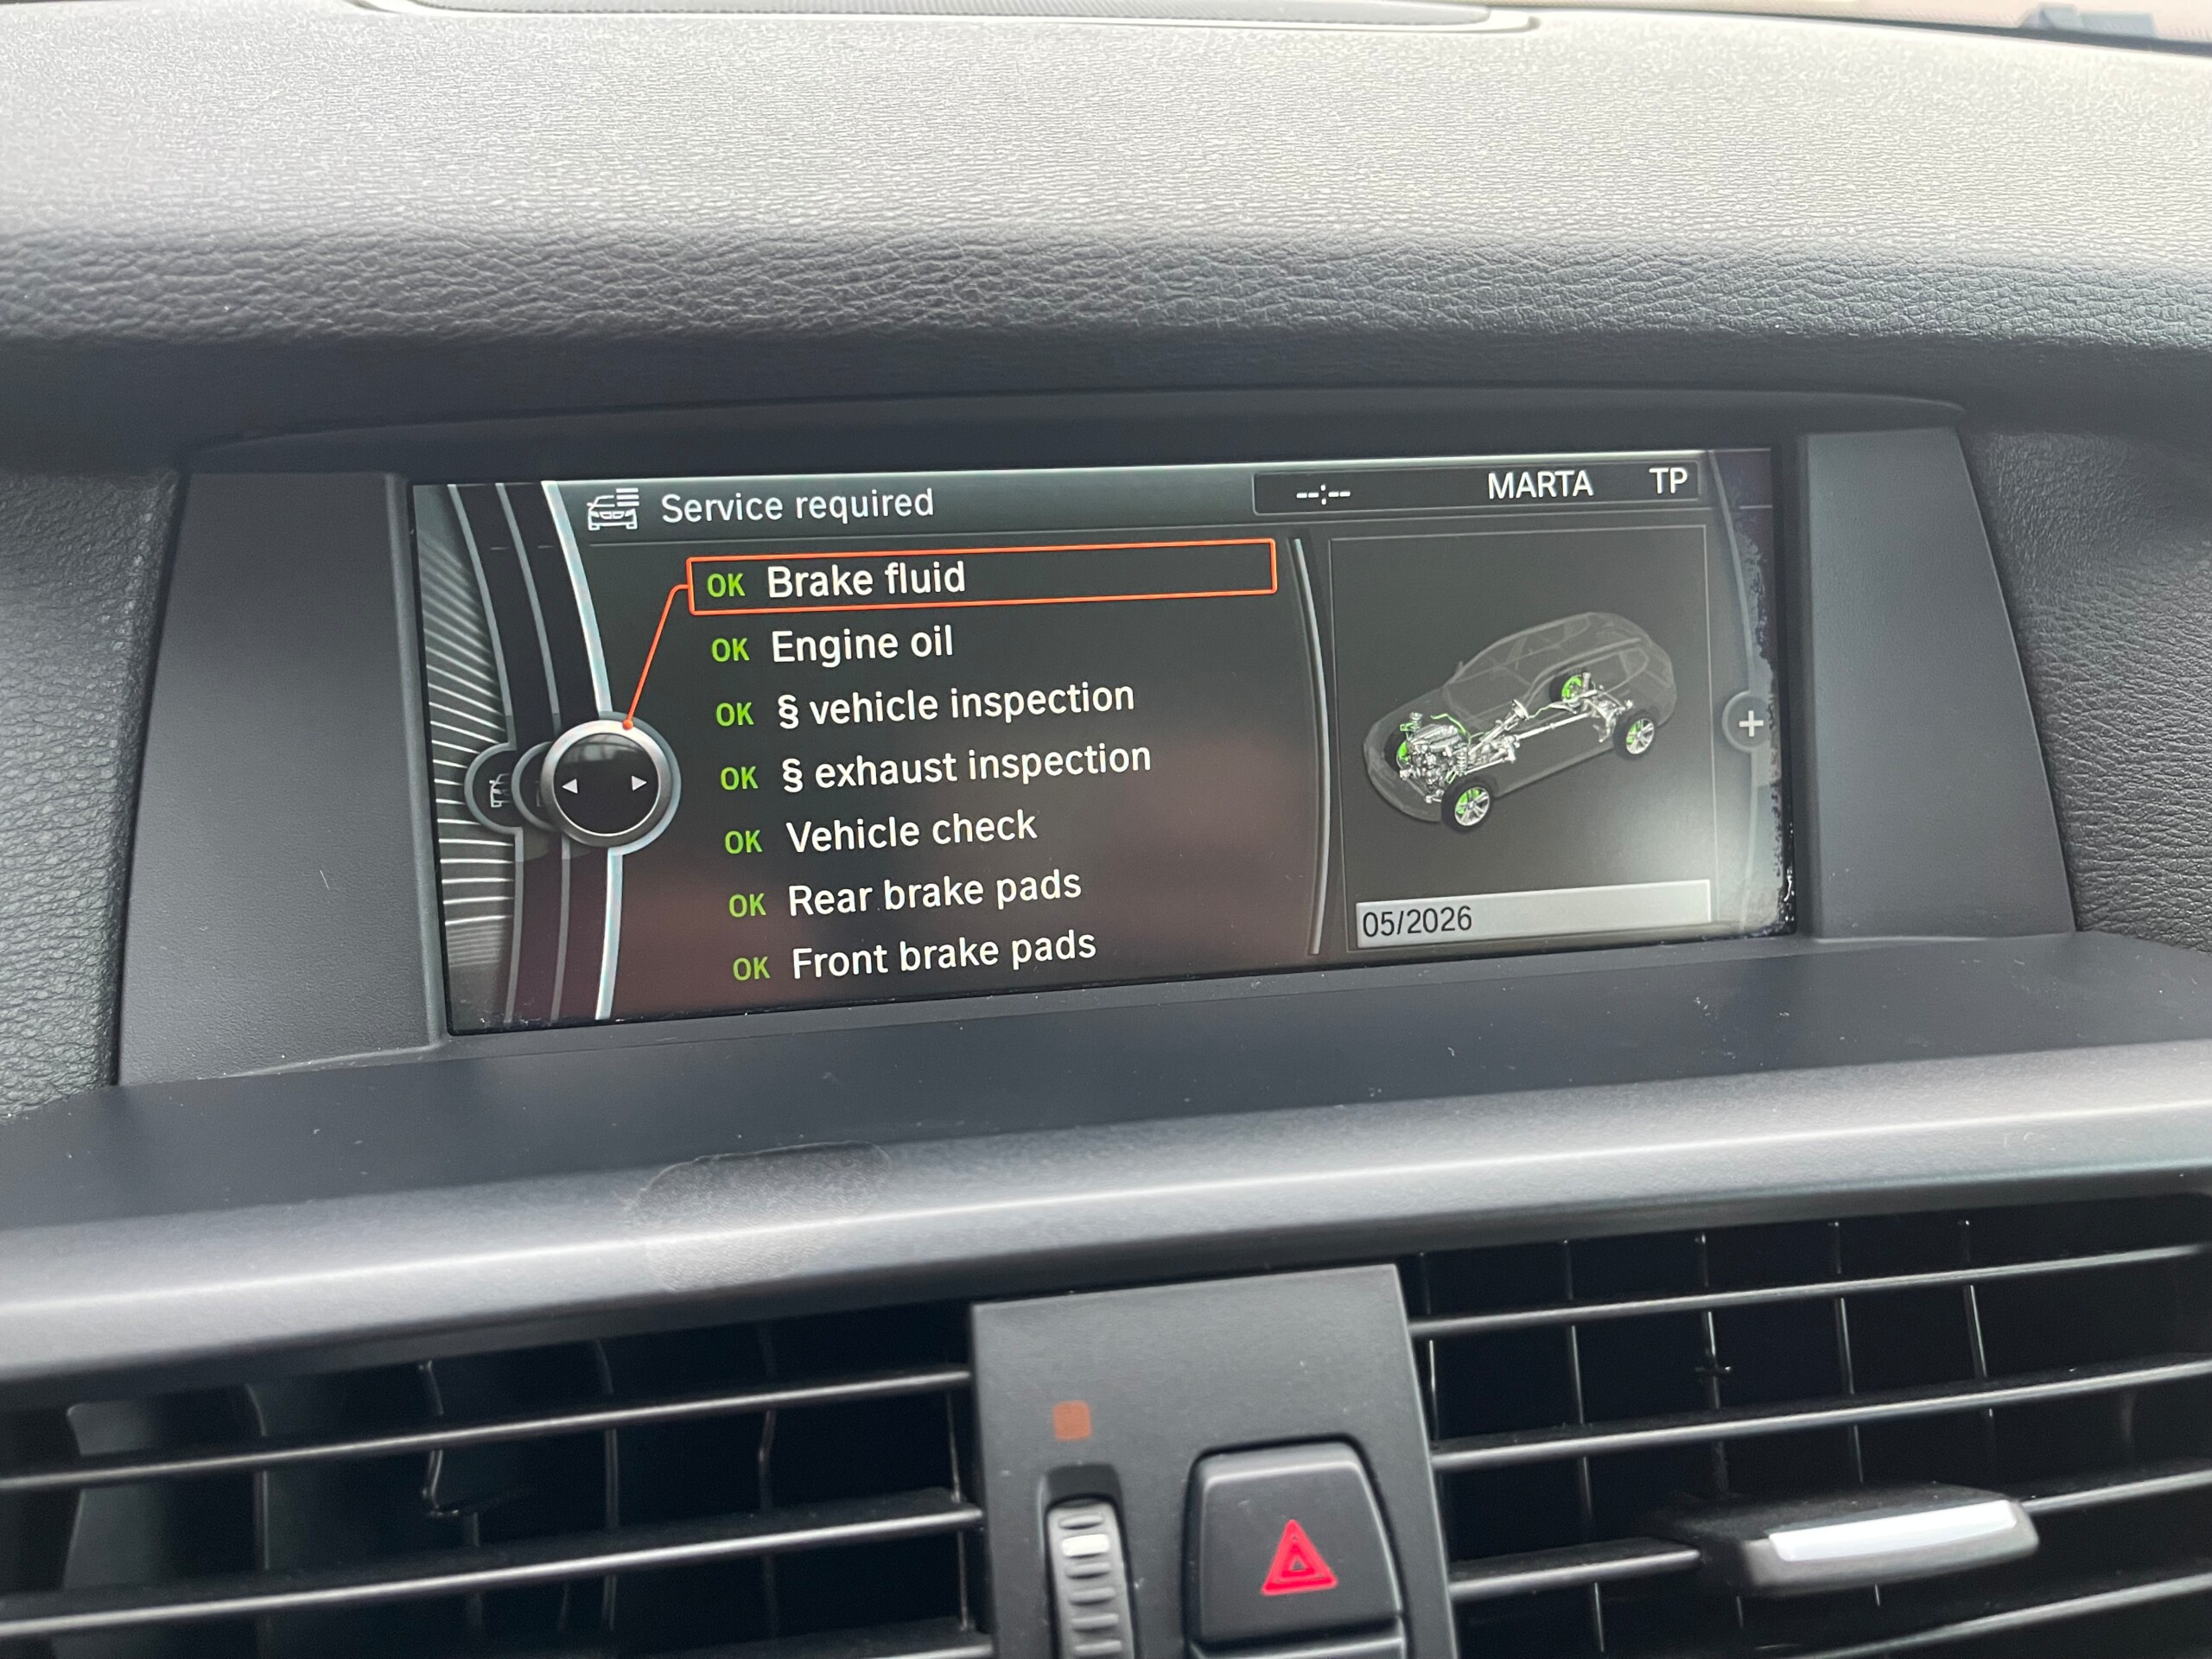 Service required
--:-- MARTA TP
OK Brake fluid
OK Engine oil
OK § vehicle inspection
OK § exhaust inspection
OK Vehicle check
OK Rear brake pads
OK Front brake pads
05/2026